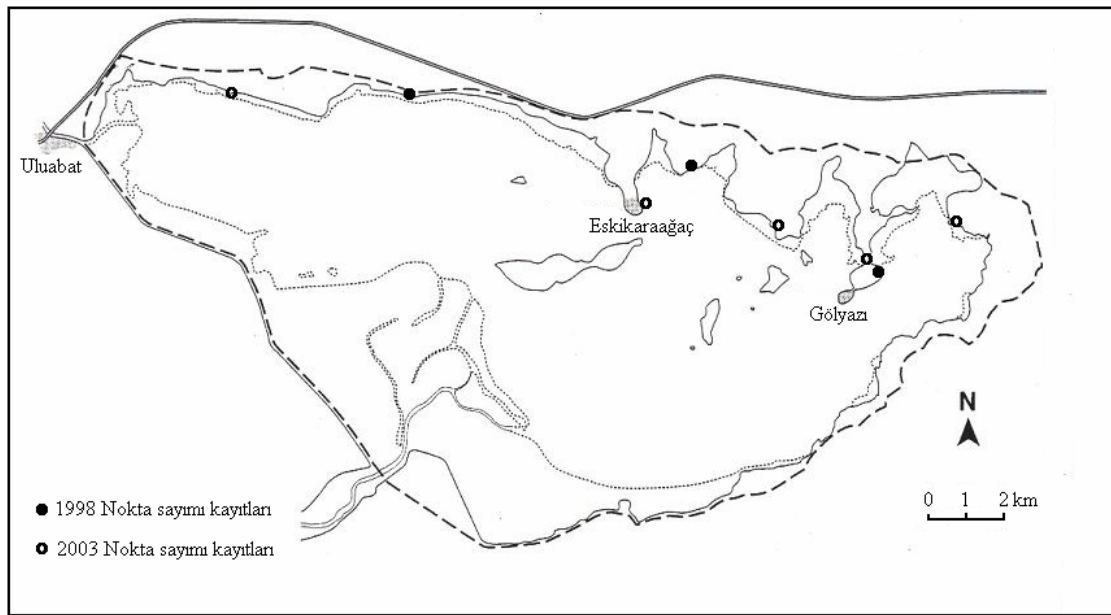 Uluabat
Eskikaraağaç
Gölyazı
N
0 1 2 km
● 1998 Nokta sayımı kayıtları
o 2003 Nokta sayımı kayıtları